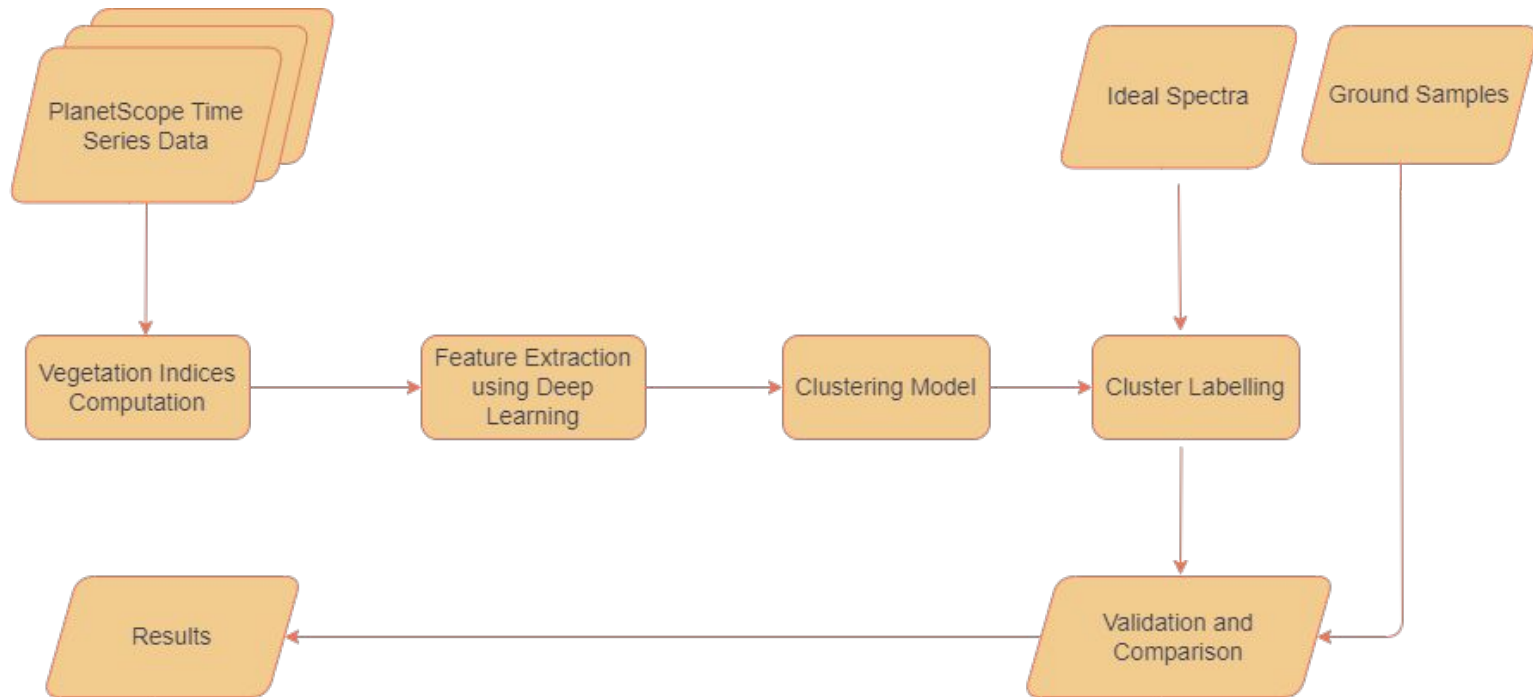 PlanetScope Time
Series Data
Ideal Spectra
Ground Samples
Vegetation Indices
Computation
Feature Extraction
using Deep
Learning
Clustering Model
Cluster Labelling
Results
Validation and
Comparison